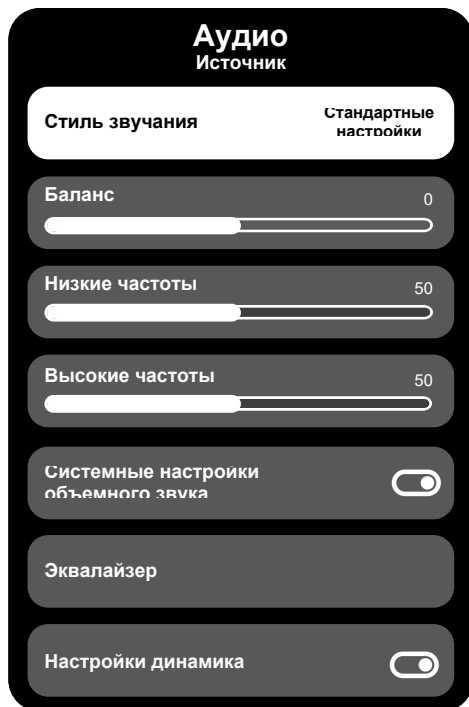 Аудио
Источник
Стиль звучания
Стандартные
настройки
Баланс
0
Низкие частоты
50
Высокие частоты
50
Системные настройки
объемного звука
Эквалайзер
Настройки динамика